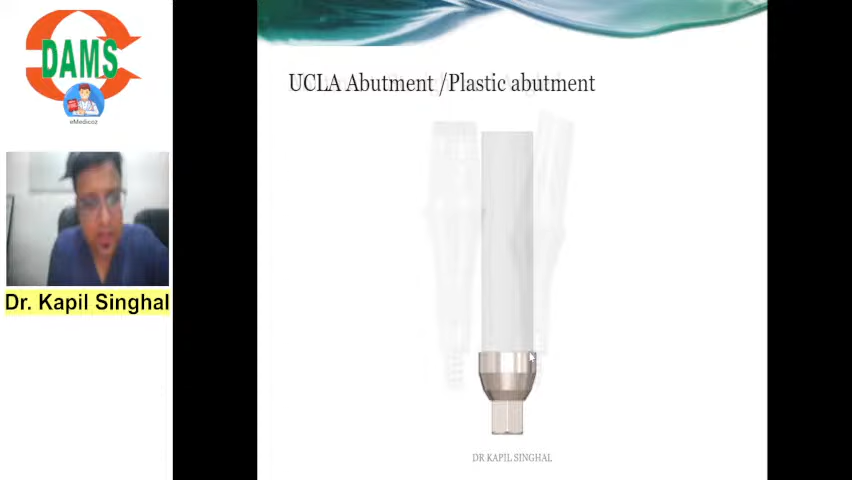 DAMS
eMedicoz
Dr. Kapil Singhal
UCLA Abutment /Plastic abutment
DR KAPIL SINGHAL